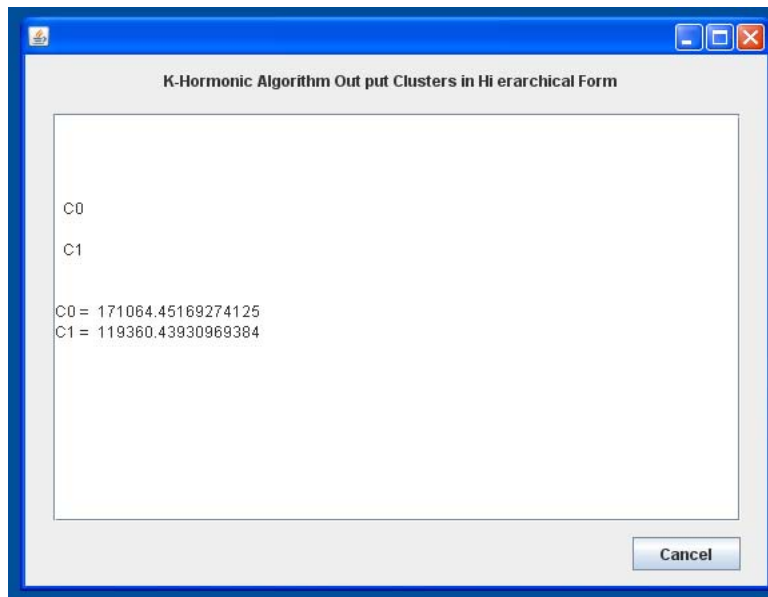 K-Hormonic Algorithm Out put Clusters in Hi erarchical Form
C0
C1
C0 = 171064.45169274125
C1 = 119360.43930969384
Cancel